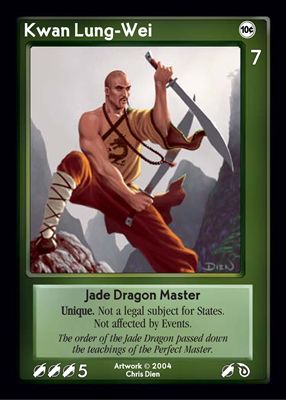 Kwan Lung-Wei
10¢
7
DIEN
Jade Dragon Master
Unique. Not a legal subject for States.
Not affected by Events.
The order of the Jade Dragon passed down
the teachings of the Perfect Master.
Artwork © 2004
Chris Dien
5